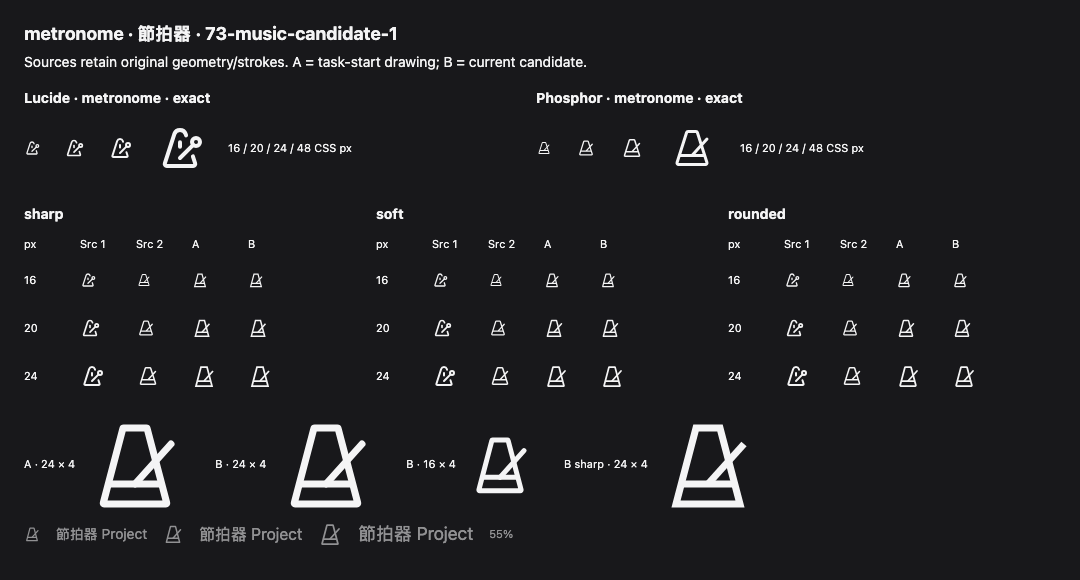 metronome · 節拍器 · 73-music-candidate-1
Sources retain original geometry/strokes. A = task-start drawing; B = current candidate.
Lucide · metronome · exact
Phosphor · metronome · exact
16 / 20 / 24 / 48 CSS px
16 / 20 / 24 / 48 CSS px
sharp
soft
rounded
px Src 1 Src 2 A B
px Src 1 Src 2 A B
px Src 1 Src 2 A B
16
16
16
20
20
20
24
24
24
A · 24 × 4
B · 24 × 4
B · 16 × 4
B sharp · 24 × 4
節拍器 Project
節拍器 Project
節拍器 Project
55%